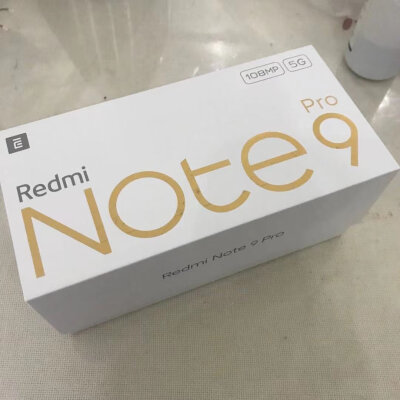 108MP 5G
Redmi
Note 9 Pro
Redmi Note 9 Pro